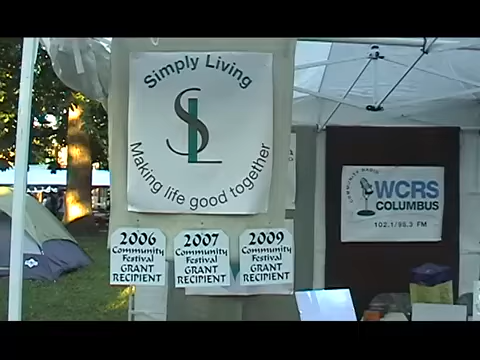 Simply Living
SL
Making life good together
2006
Community
Festival
GRANT
RECIPIENT
2007
Community
Festival
GRANT
RECIPIENT
2009
Community
Festival
GRANT
RECIPIENT
COMMUNITY RADIO
WCRS
COLUMBUS
102.1/98.3 FM